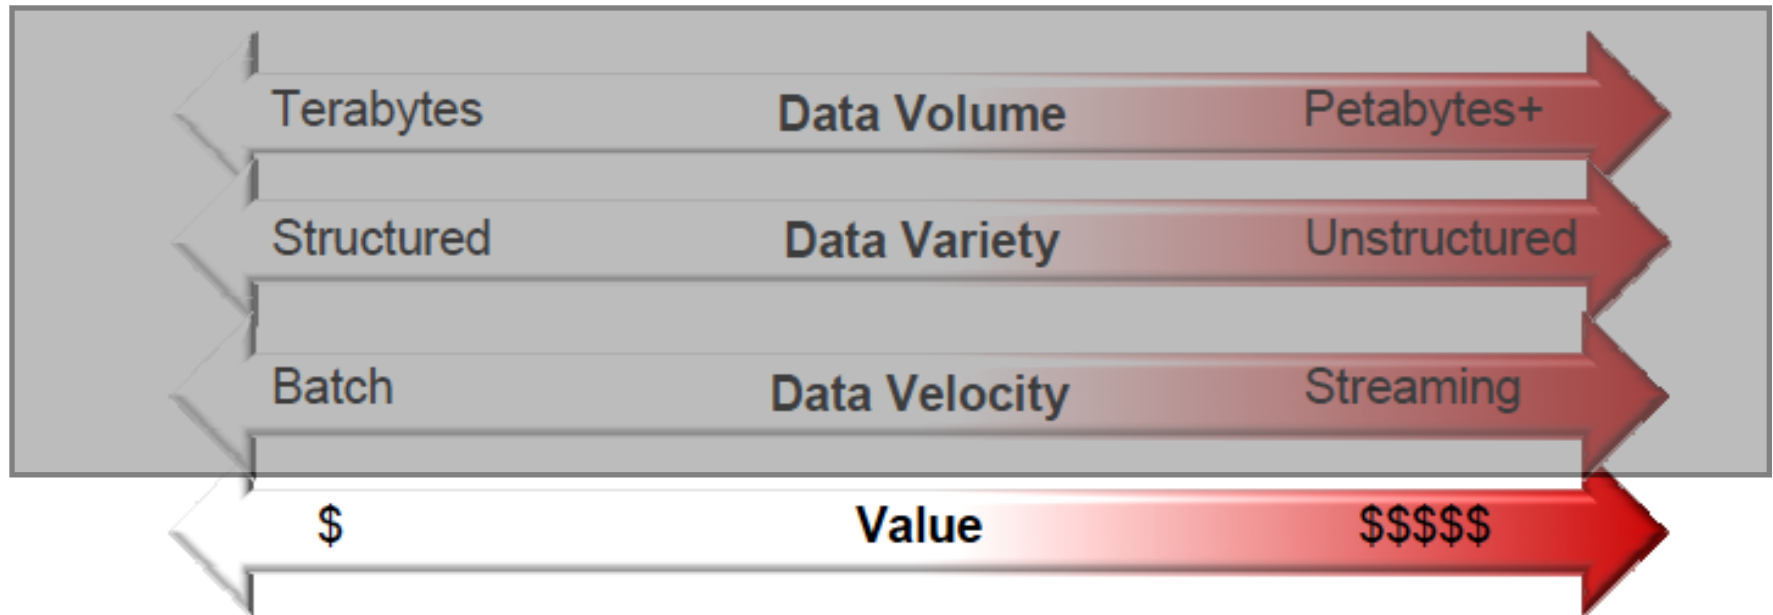 Terabytes Data Volume Petabytes+
Structured Data Variety Unstructured
Batch Data Velocity Streaming
$ Value $$$$$